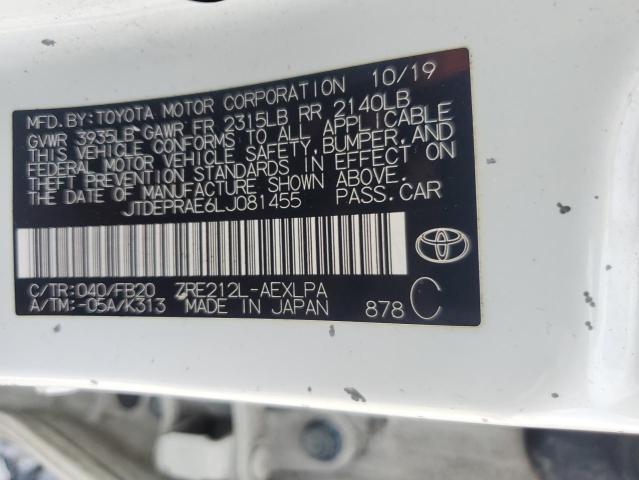 10/19
MFD.BY:TOYOTA MOTOR CORPORATION
GVWR 3935LB GAWR FR 2315LB RR 2140LB
THIS VEHICLE CONFORMS TO ALL APPLICABLE
FEDERAL MOTOR VEHICLE SAFETY,BUMPER,AND
THEFT PREVENTION STANDARDS IN EFFECT ON
THE DATE OF MANUFACTURE SHOWN ABOVE.
JTDEPRAE6LJ081455 PASS.CAR
C/TR:040/FB20 ZRE212L-AEXLPA
A/TM:-05A/K313 MADE IN JAPAN 878 C